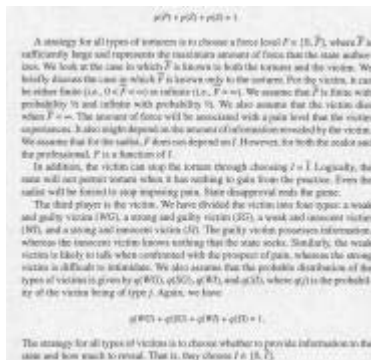 p(P) + p(Z) + p(S) = 1.
A strategy for all types of torturers is to choose a force level F ∈ [0, F̅], where F̅ is
sufficiently large and represents the maximum amount of force that the state author-
izes. We look at the case in which F̅ is known to both the torturer and the victim. We
briefly discuss the case in which F̅ is known only to the torturer. For the victim, it can
be either finite (i.e., 0 < F̅ < ∞) or infinite (i.e., F̅ = ∞). We assume that F̅ is finite with
probability ½ and infinite with probability ½. We also assume that the victim dies
when F̅ = ∞. The amount of force will be associated with a pain level that the victim
experiences. It also might depend on the amount of information revealed by the victim.
We assume that for the sadist, F does not depend on I. However, for both the zealot and
the professional, F is a function of I.
In addition, the victim can stop the torture through choosing I = I̅. Logically, the
state will not permit torture when it has nothing to gain from the practice. Even the
sadist will be forced to stop imposing pain. State disapproval ends the game.
The third player is the victim. We have divided the victim into four types: a weak
and guilty victim (WG), a strong and guilty victim (SG), a weak and innocent victim
(WI), and a strong and innocent victim (SI). The guilty victim possesses information,
whereas the innocent victim knows nothing that the state seeks. Similarly, the weak
victim is likely to talk when confronted with the prospect of pain, whereas the strong
victim is difficult to intimidate. We also assume that the probable distribution of the
types of victims is given by q(WG), q(SG), q(WI), and q(SI), where q(j) is the probabil-
ity of the victim being of type j. Again, we have
q(WG) + q(SG) + q(WI) + q(SI) = 1.
The strategy for all types of victims is to choose whether to provide information to the
state and how much to reveal. That is, they choose I ∈ [0, I̅].